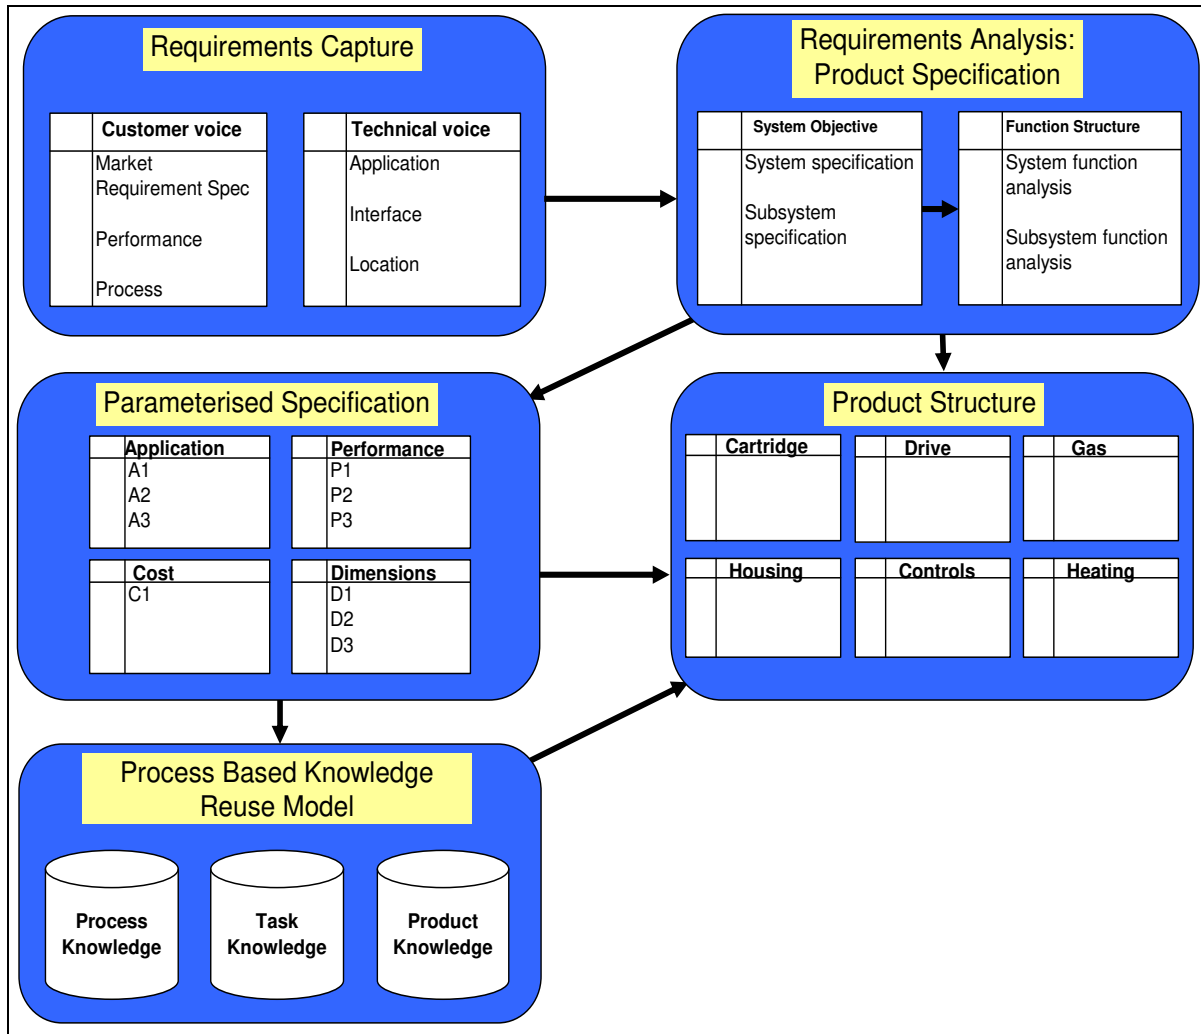 Requirements Capture
Customer voice
Market
Requirement Spec
Performance
Process
Technical voice
Application
Interface
Location
Requirements Analysis:
Product Specification
System Objective
System specification
Subsystem
specification
Function Structure
System function
analysis
Subsystem function
analysis
Parameterised Specification
Application
A1
A2
A3
Performance
P1
P2
P3
Cost
C1
Dimensions
D1
D2
D3
Product Structure
Cartridge
Drive
Gas
Housing
Controls
Heating
Process Based Knowledge
Reuse Model
Process
Knowledge
Task
Knowledge
Product
Knowledge